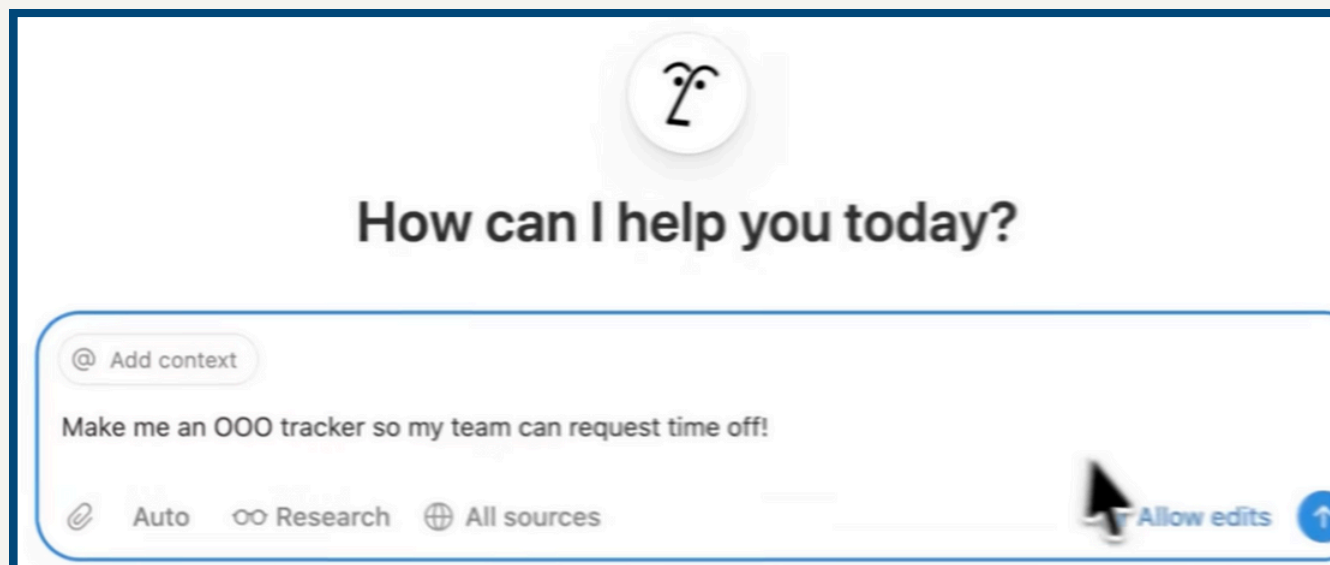 How can I help you today?
@ Add context
Make me an OOO tracker so my team can request time off!
Auto Research All sources Allow edits